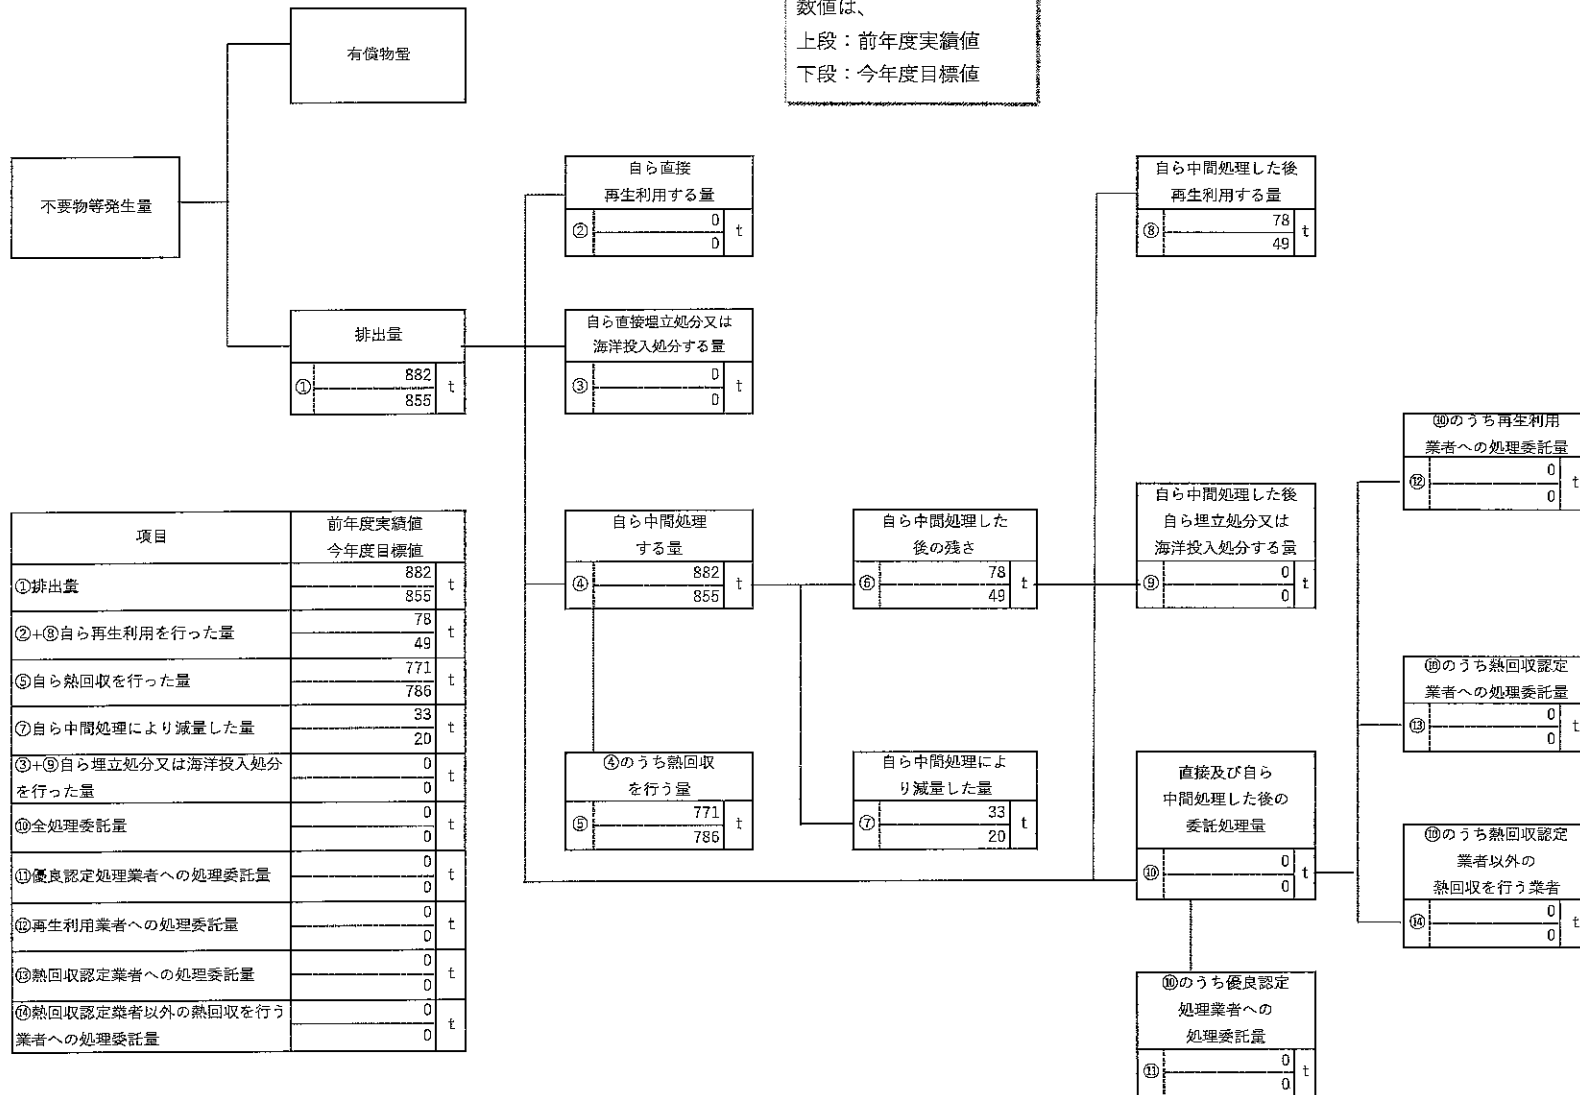 数値は、
上段：前年度実績値
下段：今年度目標値
有償物量
不要物等発生量
排出量
①
882
855
t
自ら直接
再生利用する量
②
0
0
t
自ら直接埋立処分又は
海洋投入処分する量
③
0
0
t
自ら中間処理
する量
④
882
855
t
④のうち熱回収
を行う量
⑤
771
786
t
自ら中間処理した
後の残さ
⑥
78
49
t
自ら中間処理によ
り減量した量
⑦
33
20
t
自ら中間処理した後
再生利用する量
⑧
78
49
t
自ら中間処理した後
自ら埋立処分又は
海洋投入処分する量
⑨
0
0
t
直接及び自ら
中間処理した後の
委託処理量
⑩
0
0
t
⑩のうち優良認定
処理業者への
処理委託量
⑪
0
0
t
⑩のうち再生利用
業者への処理委託量
⑫
0
0
t
⑩のうち熱回収認定
業者への処理委託量
⑬
0
0
t
⑩のうち熱回収認定
業者以外の
熱回収を行う業者
⑭
0
0
t
項目
前年度実績値
今年度目標値
①排出量
882
855
t
②+⑧自ら再生利用を行った量
78
49
t
⑤自ら熱回収を行った量
771
786
t
⑦自ら中間処理により減量した量
33
20
t
③+⑨自ら埋立処分又は海洋投入処分
を行った量
0
0
t
⑩全処理委託量
0
0
t
⑪優良認定処理業者への処理委託量
0
0
t
⑫再生利用業者への処理委託量
0
0
t
⑬熱回収認定業者への処理委託量
0
0
t
⑭熱回収認定業者以外の熱回収を行う
業者への処理委託量
0
0
t